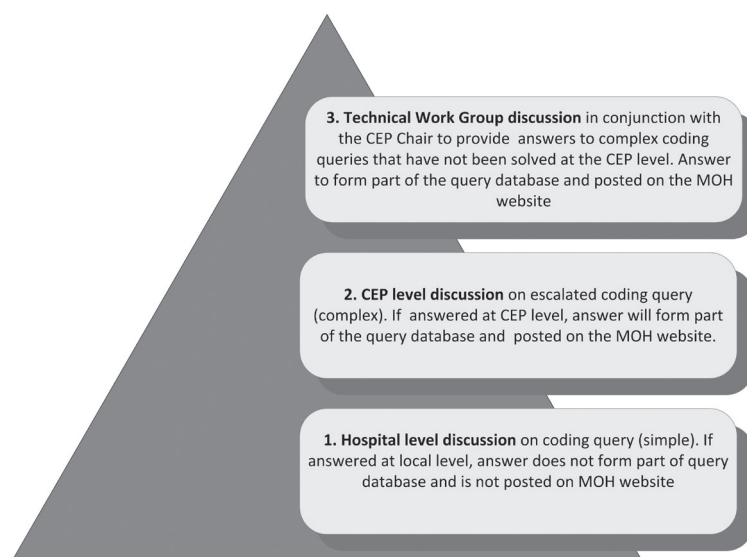 3. Technical Work Group discussion in conjunction with
the CEP Chair to provide answers to complex coding
queries that have not been solved at the CEP level. Answer
to form part of the query database and posted on the MOH
website
2. CEP level discussion on escalated coding query
(complex). If answered at CEP level, answer will form part
of the query database and posted on the MOH website.
1. Hospital level discussion on coding query (simple). If
answered at local level, answer does not form part of query
database and is not posted on MOH website